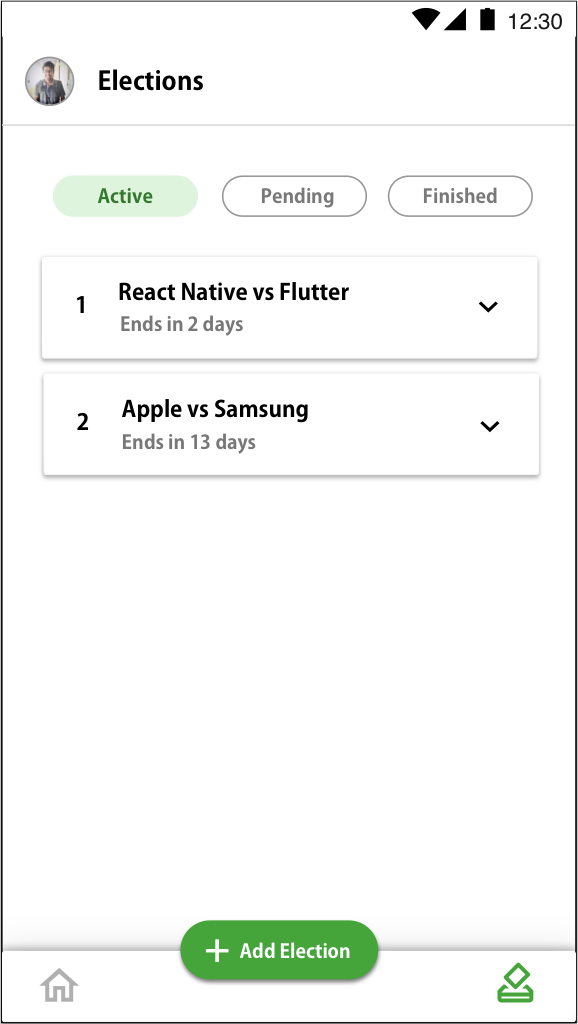 12:30
Elections
Active Pending Finished
1 React Native vs Flutter
Ends in 2 days
2 Apple vs Samsung
Ends in 13 days
+ Add Election